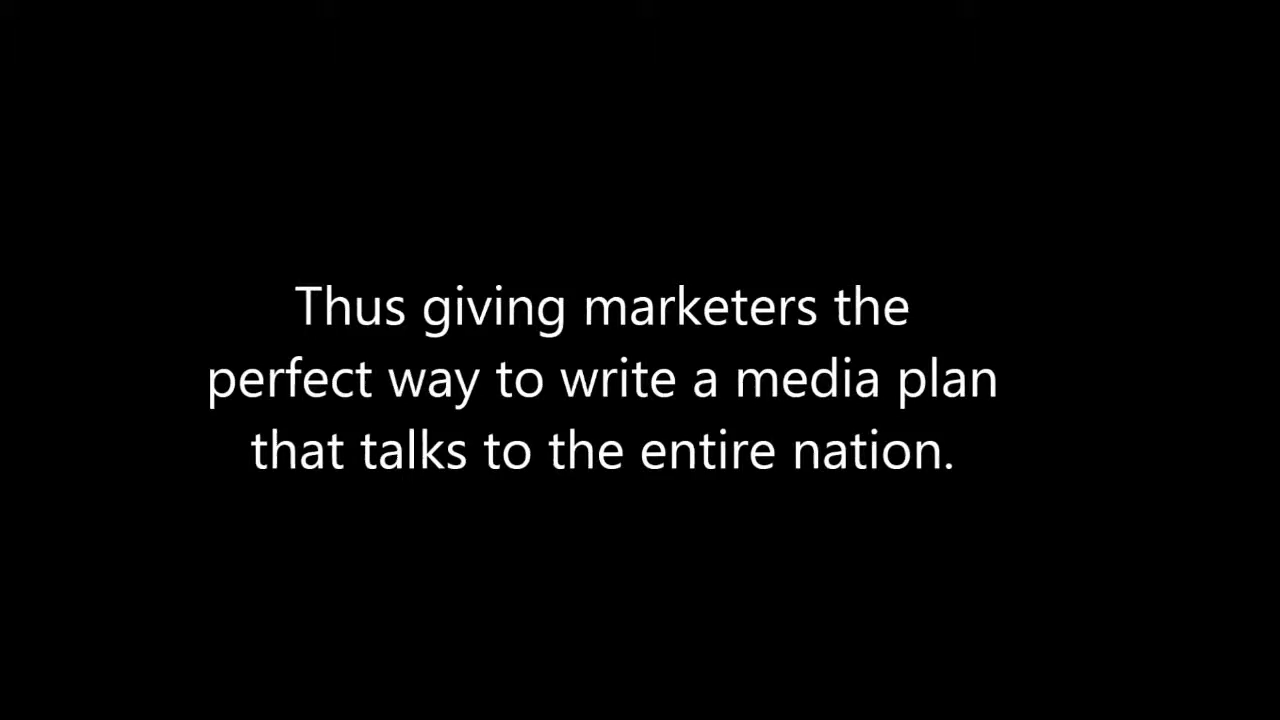 Thus giving marketers the
perfect way to write a media plan
that talks to the entire nation.